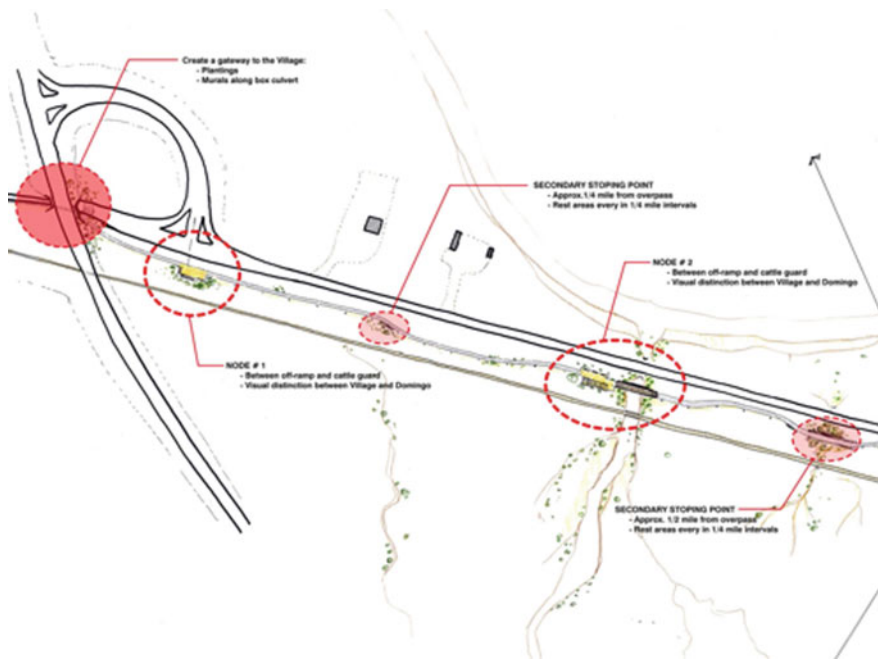 Create a gateway to the Village:
- Plantings
- Murals along box culvert
SECONDARY STOPING POINT
- Approx.1/4 mile from overpass
- Rest areas every in 1/4 mile intervals
NODE # 2
- Between off-ramp and cattle guard
- Visual distinction between Village and Domingo
NODE # 1
- Between off-ramp and cattle guard
- Visual distinction between Village and Domingo
SECONDARY STOPING POINT
- Approx. 1/2 mile from overpass
- Rest areas every in 1/4 mile intervals